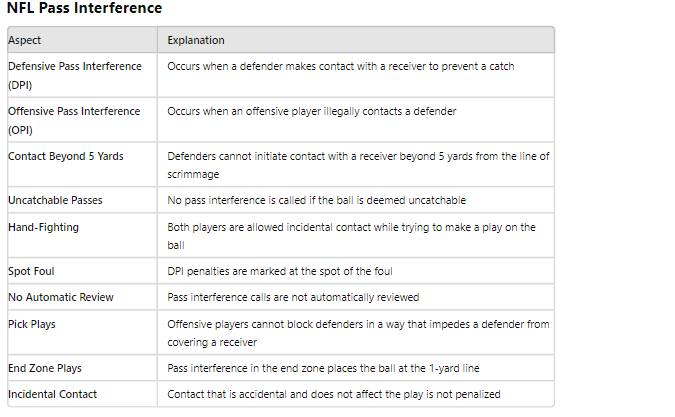 NFL Pass Interference
Aspect Explanation
Defensive Pass Interference (DPI) Occurs when a defender makes contact with a receiver to prevent a catch
Offensive Pass Interference (OPI) Occurs when an offensive player illegally contacts a defender
Contact Beyond 5 Yards Defenders cannot initiate contact with a receiver beyond 5 yards from the line of
scrimmage
Uncatchable Passes No pass interference is called if the ball is deemed uncatchable
Hand-Fighting Both players are allowed incidental contact while trying to make a play on the
ball
Spot Foul DPI penalties are marked at the spot of the foul
No Automatic Review Pass interference calls are not automatically reviewed
Pick Plays Offensive players cannot block defenders in a way that impedes a defender from
covering a receiver
End Zone Plays Pass interference in the end zone places the ball at the 1-yard line
Incidental Contact Contact that is accidental and does not affect the play is not penalized